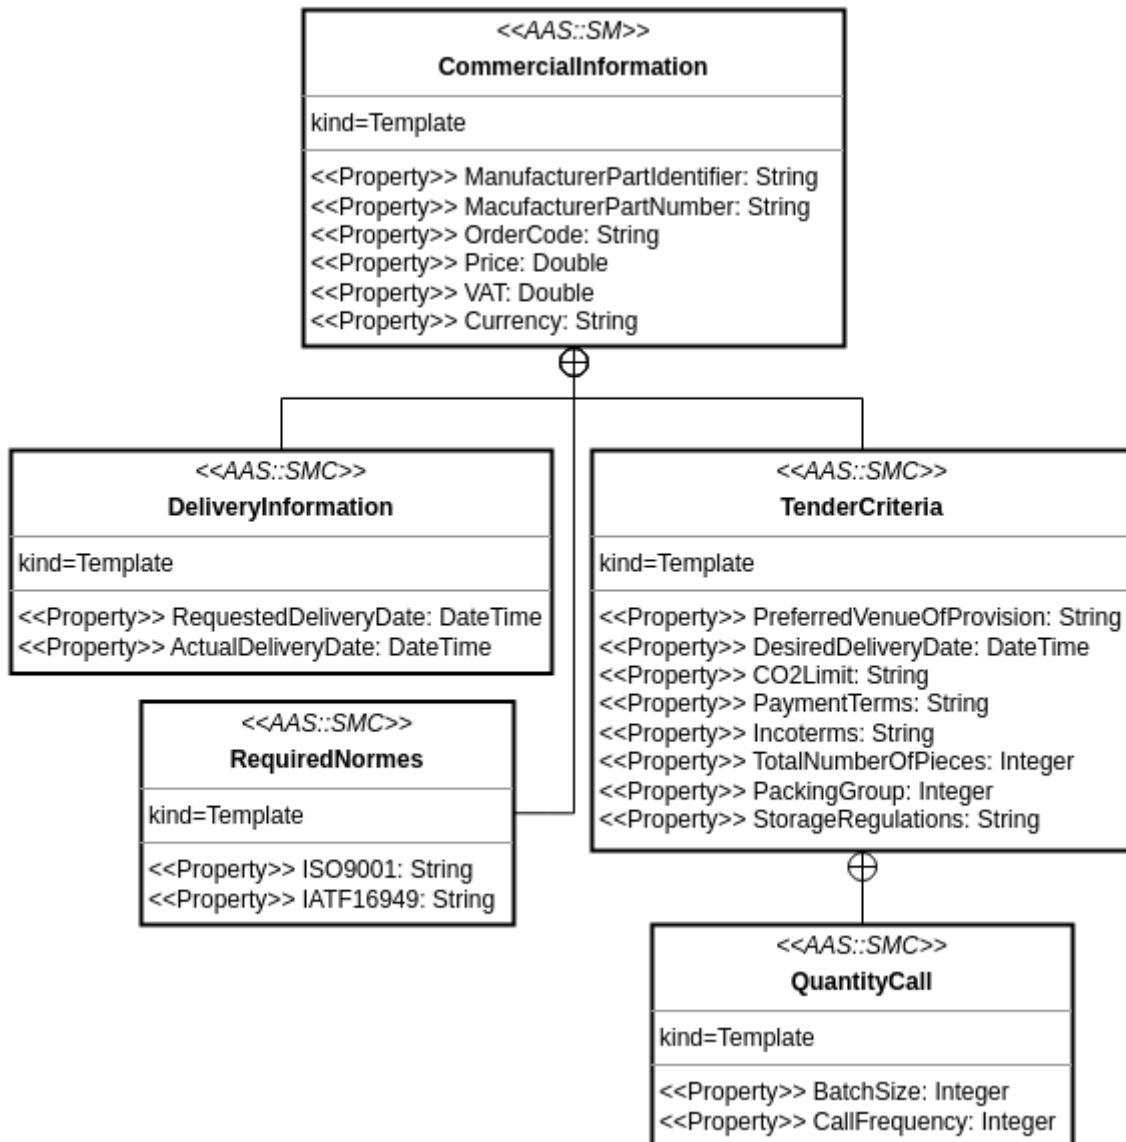 <<AAS::SM>>
CommercialInformation
kind=Template
<<Property>> ManufacturerPartIdentifier: String
<<Property>> MacufacturerPartNumber: String
<<Property>> OrderCode: String
<<Property>> Price: Double
<<Property>> VAT: Double
<<Property>> Currency: String
<<AAS::SMC>>
DeliveryInformation
kind=Template
<<Property>> RequestedDeliveryDate: DateTime
<<Property>> ActualDeliveryDate: DateTime
<<AAS::SMC>>
TenderCriteria
kind=Template
<<Property>> PreferredVenueOfProvision: String
<<Property>> DesiredDeliveryDate: DateTime
<<Property>> CO2Limit: String
<<Property>> PaymentTerms: String
<<Property>> Incoterms: String
<<Property>> TotalNumberOfPieces: Integer
<<Property>> PackingGroup: Integer
<<Property>> StorageRegulations: String
<<AAS::SMC>>
RequiredNormes
kind=Template
<<Property>> ISO9001: String
<<Property>> IATF16949: String
<<AAS::SMC>>
QuantityCall
kind=Template
<<Property>> BatchSize: Integer
<<Property>> CallFrequency: Integer